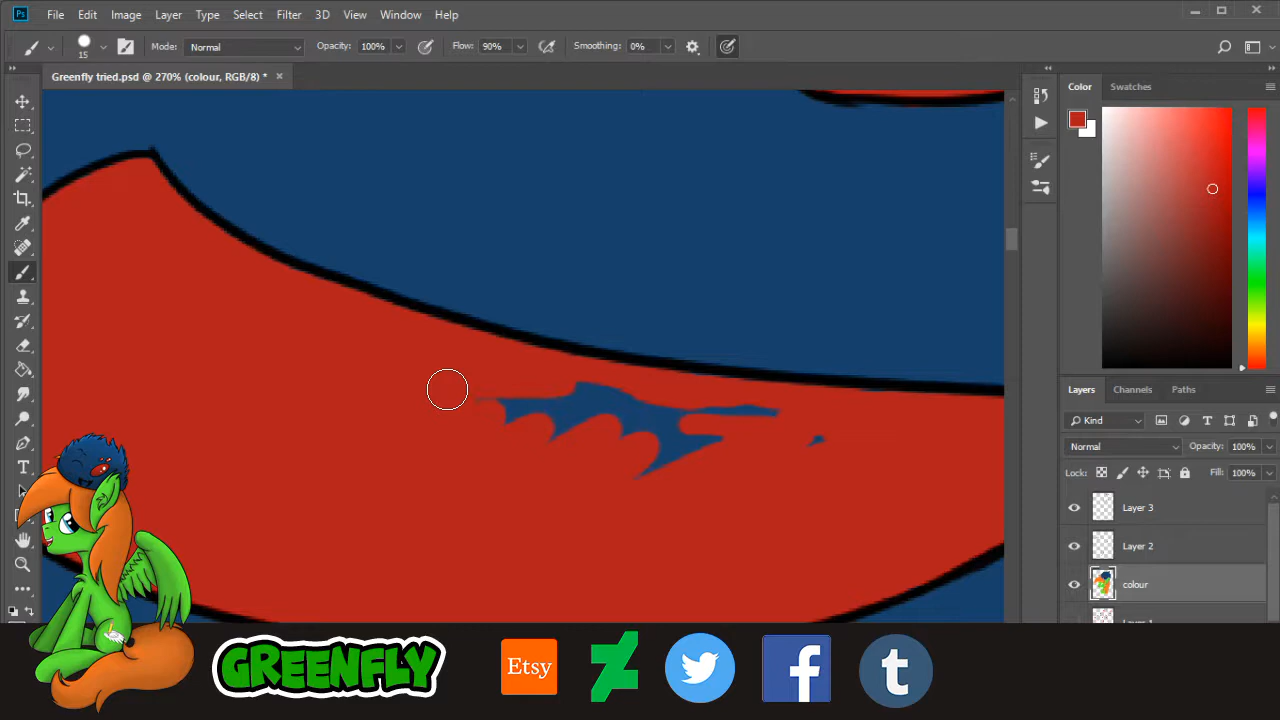 Ps File Edit Image Layer Type Select Filter 3D View Window Help
15 Mode: Normal Opacity: 100% Flow: 90% Smoothing: 0%
Greenfly tried.psd @ 270% (colour, RGB/8) *
Color Swatches
Layers Channels Paths
Kind
Normal Opacity: 100%
Lock: Fill: 100%
Layer 3
Layer 2
colour
GREENFLY Etsy f t